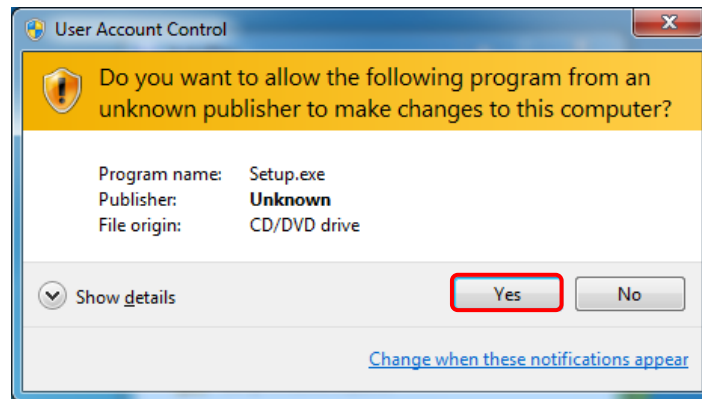 User Account Control
Do you want to allow the following program from an
unknown publisher to make changes to this computer?
Program name: Setup.exe
Publisher: Unknown
File origin: CD/DVD drive
Show details
Yes
No
Change when these notifications appear